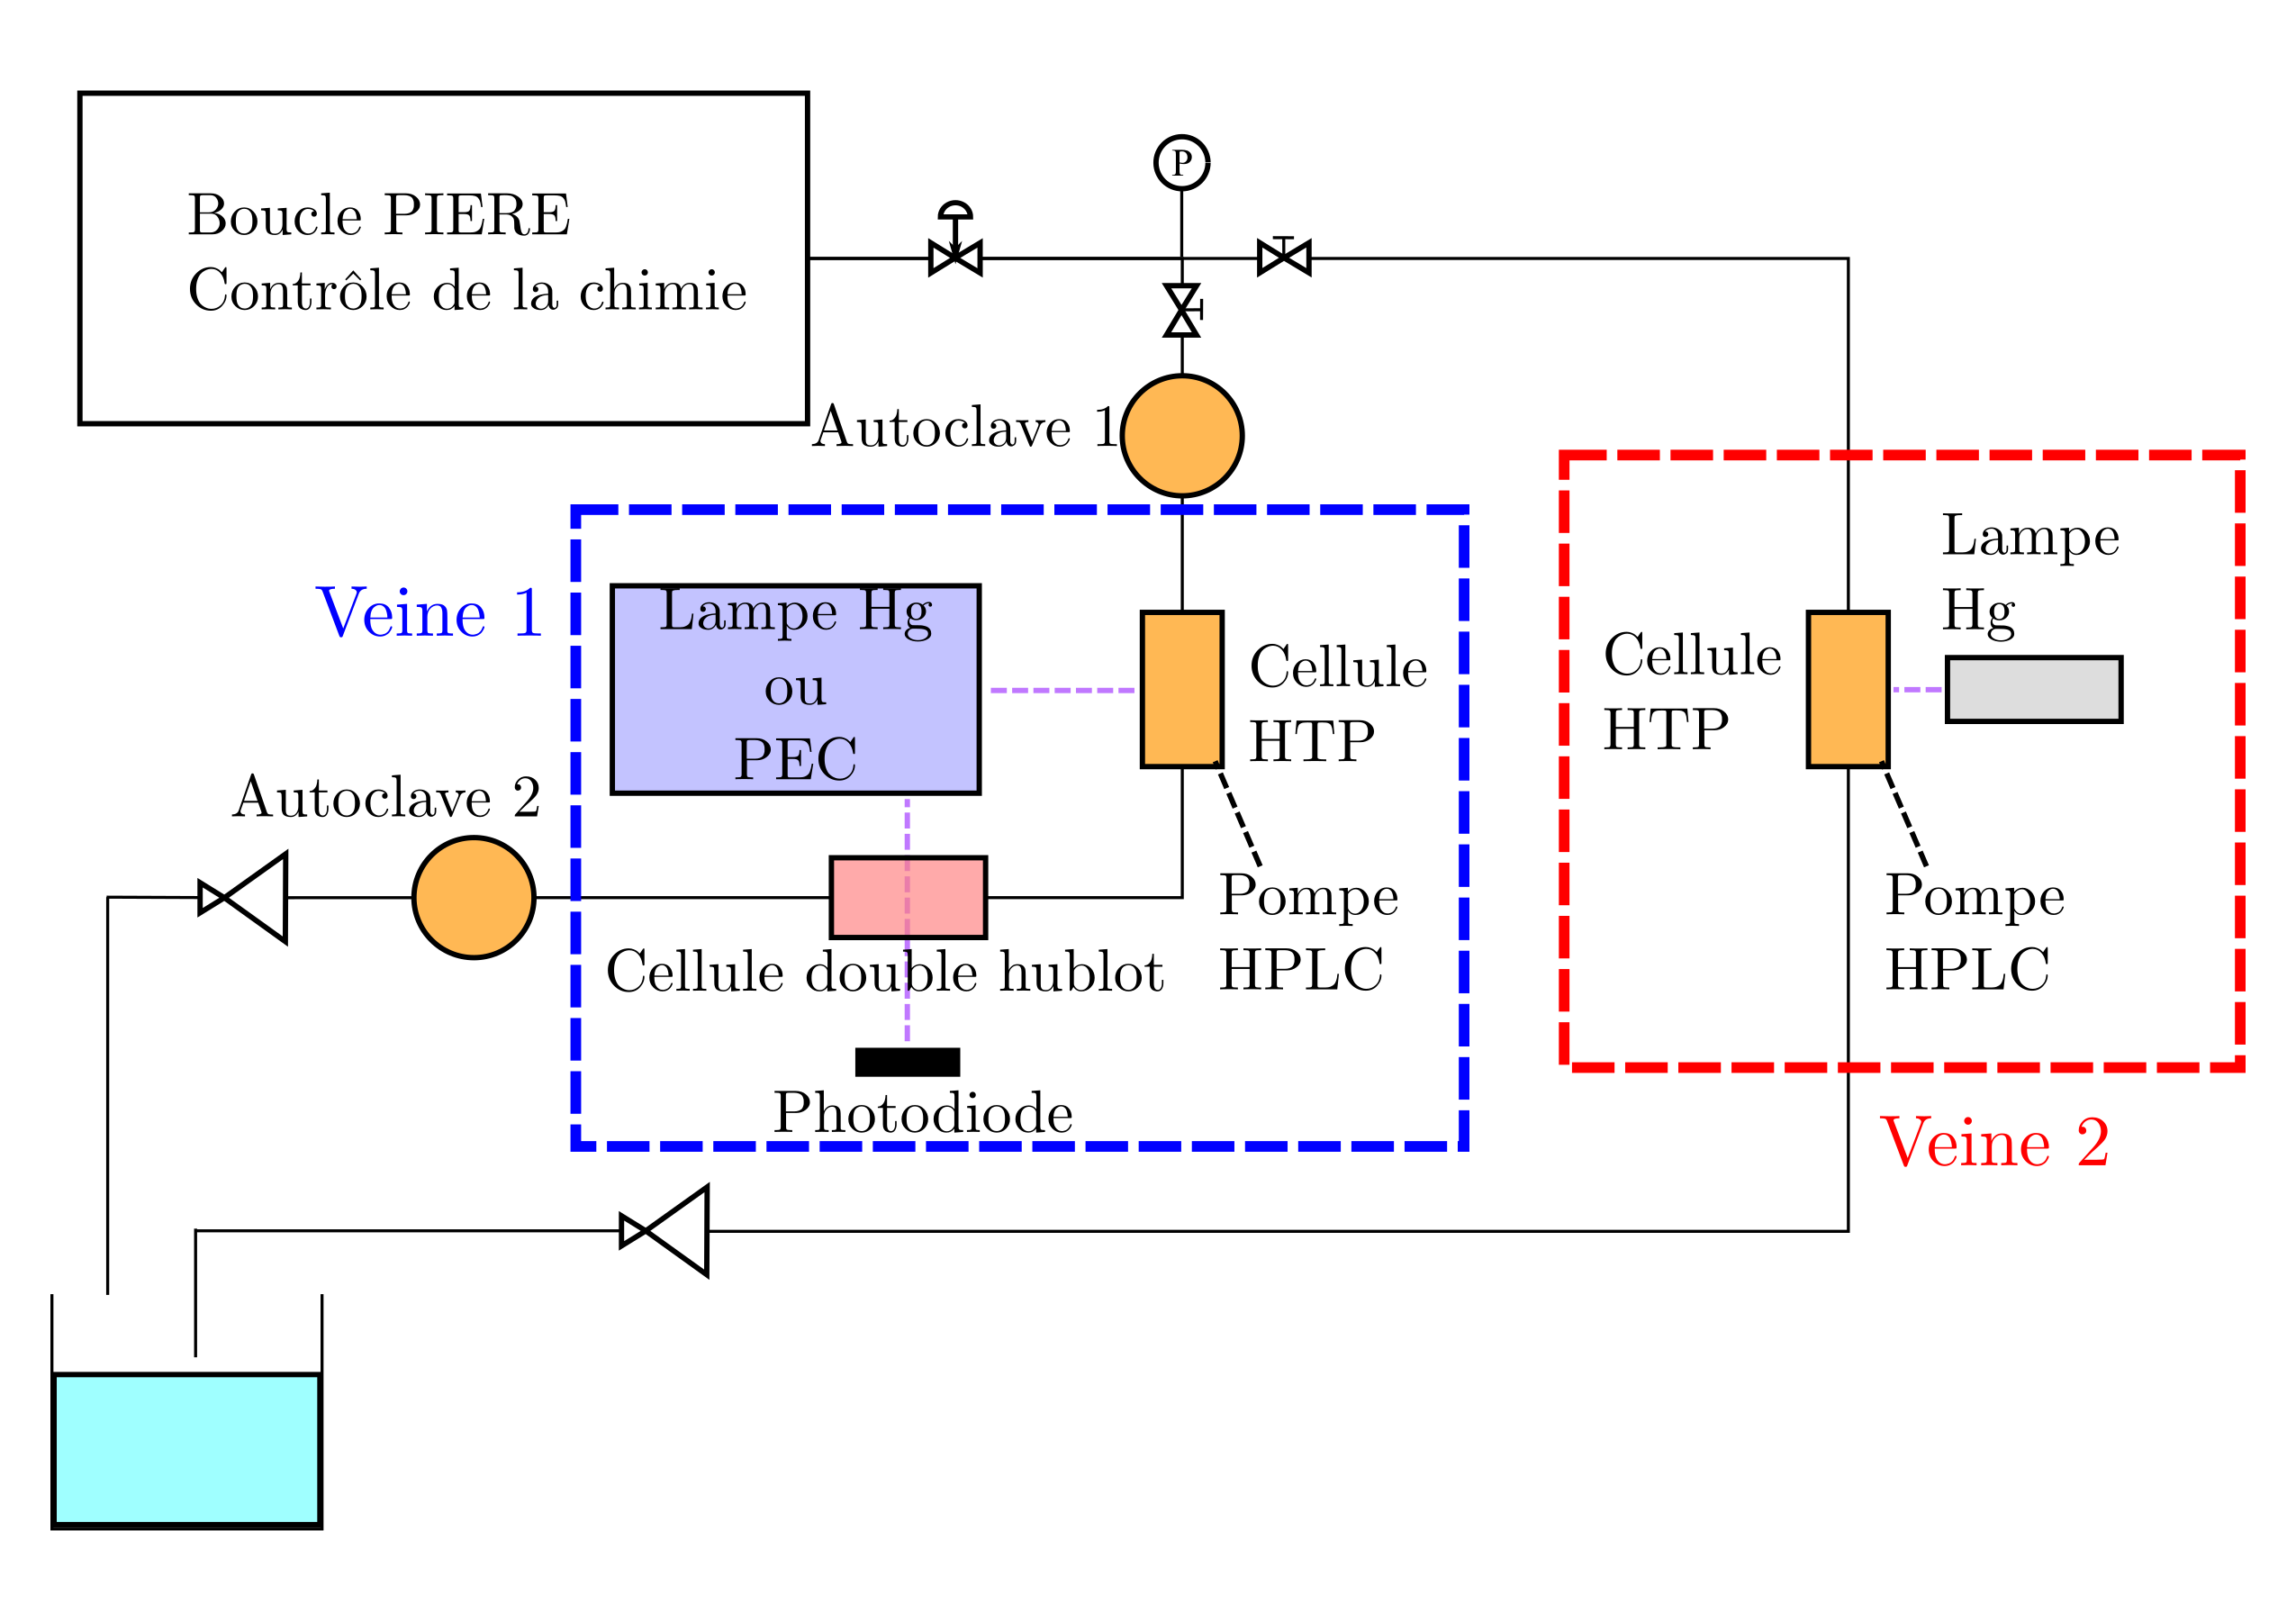 P
Boucle PIRE
Contrôle de la chimie
Autoclave 1
Veine 1
Lampe Hg
ou
PEC
Cellule
HTP
Cellule
HTP
Lampe
Hg
Autoclave 2
Pompe
HPLC
Pompe
HPLC
Cellule double hublot
Photodiode
Veine 2